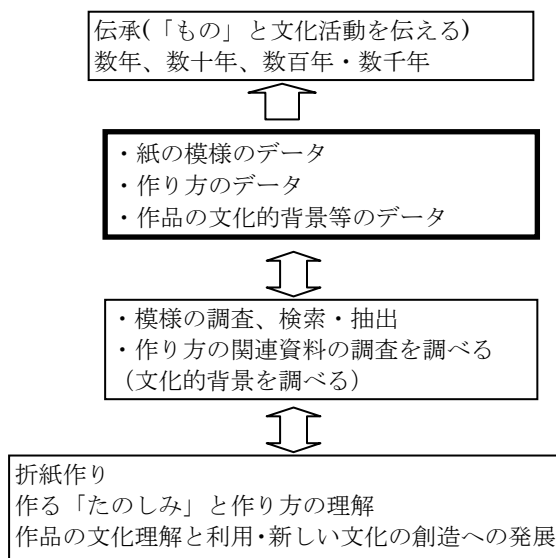 伝承(「もの」と文化活動を伝える)
数年、数十年、数百年・数千年
・紙の模様のデータ
・作り方のデータ
・作品の文化的背景等のデータ
・模様の調査、検索・抽出
・作り方の関連資料の調査を調べる
（文化的背景を調べる）
折紙作り
作る「たのしみ」と作り方の理解
作品の文化理解と利用・新しい文化の創造への発展